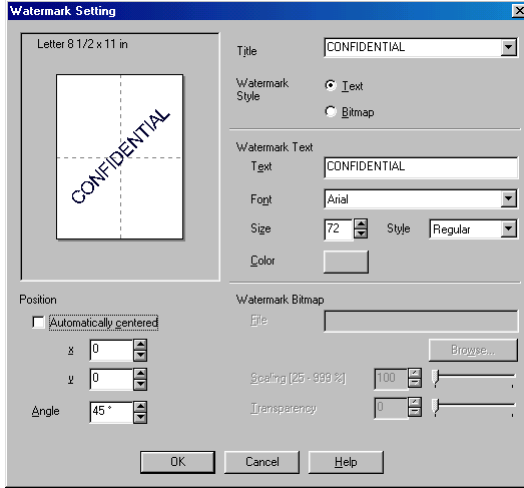 Watermark Setting
Letter 8 1/2 x 11 in
CONFIDENTIAL
Title CONFIDENTIAL
Watermark Style
Text
Bitmap
Watermark Text
Text CONFIDENTIAL
Font Arial
Size 72 Style Regular
Color
Position
Automatically centered
x 0
y 0
Angle 45 °
Watermark Bitmap
File
Browse...
Scaling [25 - 999 %] 100
Transparency 0
OK Cancel Help